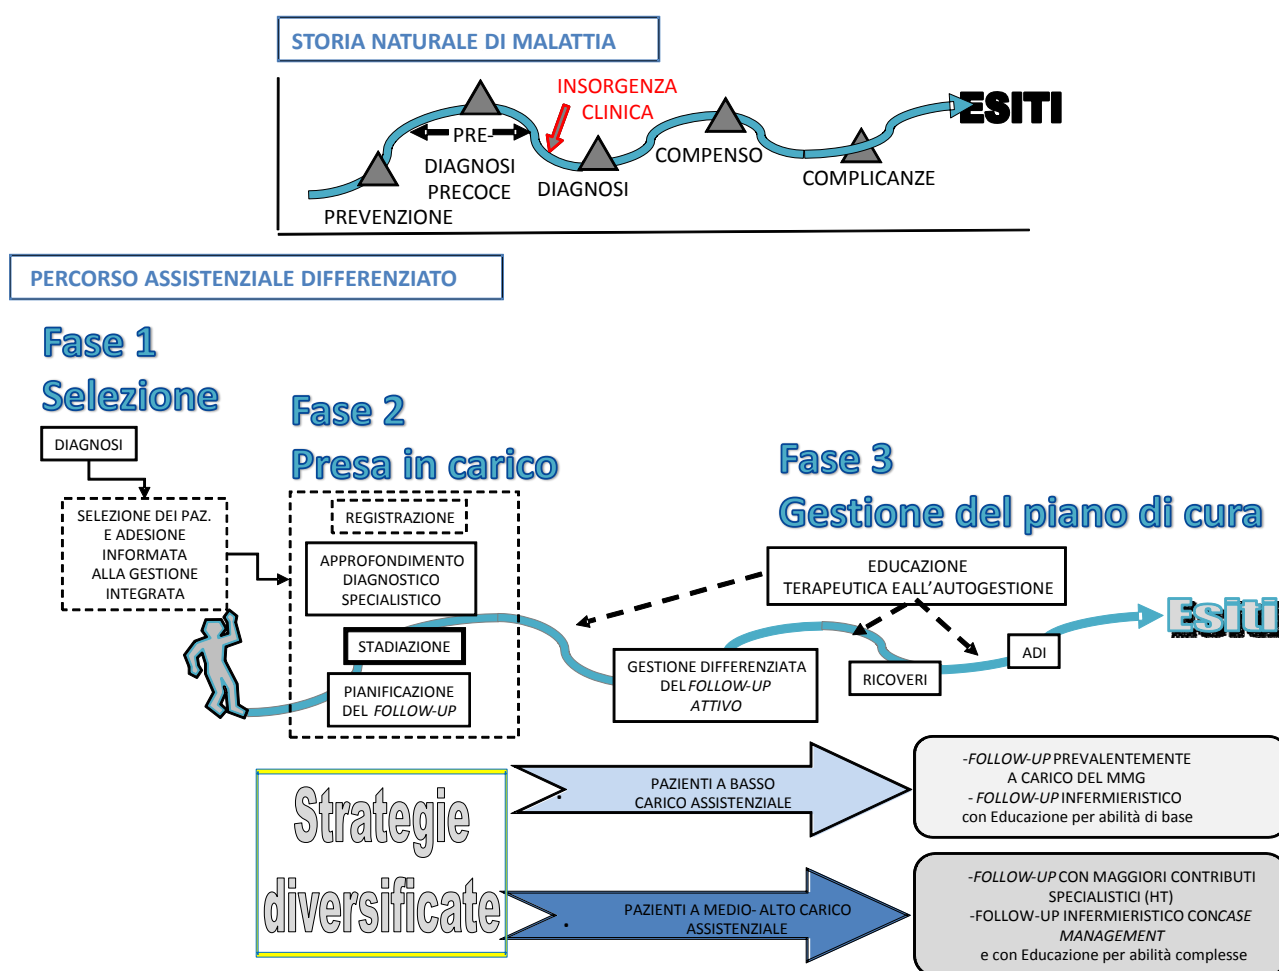 STORIA NATURALE DI MALATTIA
INSORGENZA
CLINICA
ESITI
PRE-
DIAGNOSI
PRECOCE
DIAGNOSI
COMPENSO
COMPLICANZE
PREVENZIONE
PERCORSO ASSISTENZIALE DIFFERENZIATO
Fase 1
Selezione
DIAGNOSI
SELEZIONE DEI PAZ.
E ADESIONE
INFORMATA
ALLA GESTIONE
INTEGRATA
Fase 2
Presa in carico
REGISTRAZIONE
APPROFONDIMENTO
DIAGNOSTICO
SPECIALISTICO
STADIAZIONE
PIANIFICAZIONE
DEL FOLLOW-UP
Fase 3
Gestione del piano di cura
EDUCAZIONE
TERAPEUTICA EALL'AUTOGESTIONE
GESTIONE DIFFERENZIATA
DEL FOLLOW-UP
ATTIVO
RICOVERI
ADI
Esiti
Strategie
diversificate
PAZIENTI A BASSO
CARICO ASSISTENZIALE
-FOLLOW-UP PREVALENTEMENTE
A CARICO DEL MMG
- FOLLOW-UP INFERMIERISTICO
con Educazione per abilità di base
PAZIENTI A MEDIO- ALTO CARICO
ASSISTENZIALE
-FOLLOW-UP CON MAGGIORI CONTRIBUTI
SPECIALISTICI (HT)
-FOLLOW-UP INFERMIERISTICO CONCASE
MANAGEMENT
e con Educazione per abilità complesse